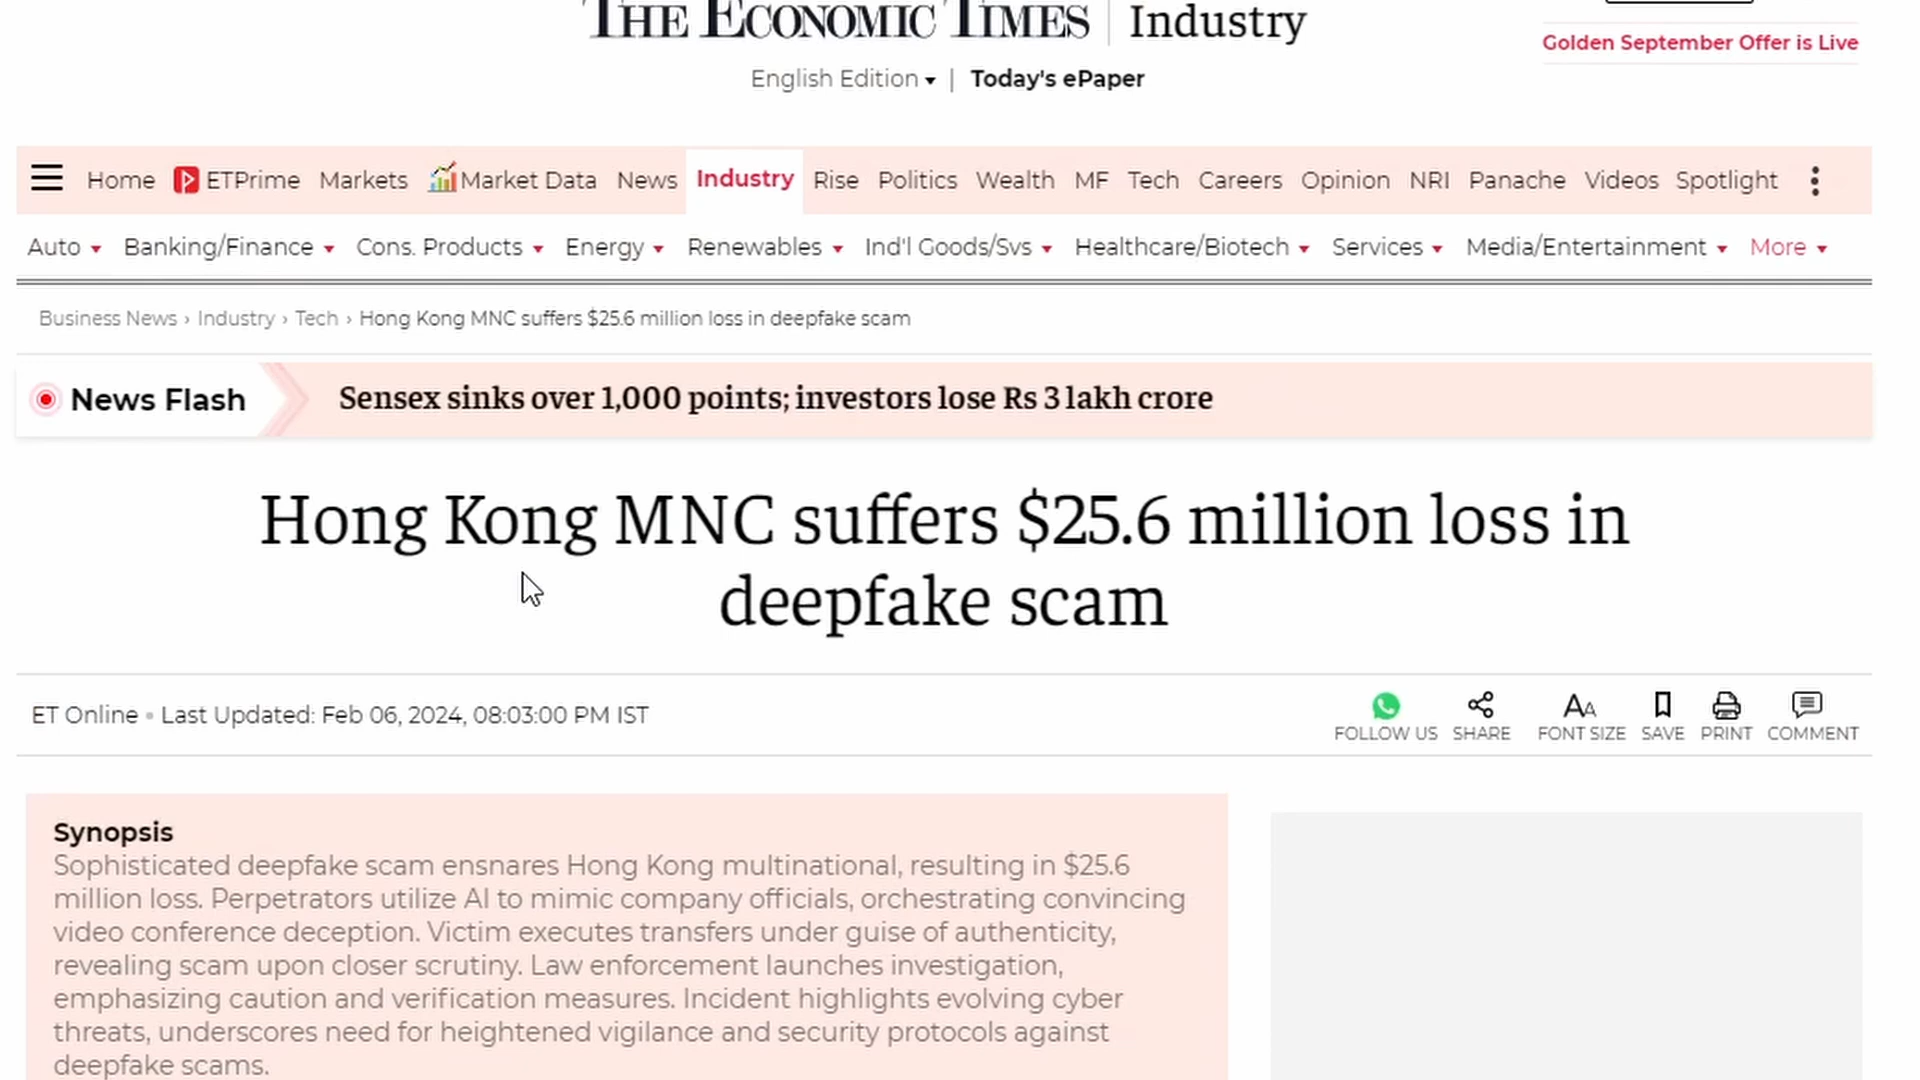 THE ECONOMIC TIMES | Industry
Golden September Offer is Live
English Edition | Today's ePaper
Home ETPrime Markets Market Data News Industry Rise Politics Wealth MF Tech Careers Opinion NRI Panache Videos Spotlight
Auto Banking/Finance Cons. Products Energy Renewables Ind'l Goods/Svs Healthcare/Biotech Services Media/Entertainment More
Business News › Industry › Tech › Hong Kong MNC suffers $25.6 million loss in deepfake scam
News Flash Sensex sinks over 1,000 points; investors lose Rs 3 lakh crore
Hong Kong MNC suffers $25.6 million loss in
deepfake scam
ET Online • Last Updated: Feb 06, 2024, 08:03:00 PM IST
FOLLOW US SHARE FONT SIZE SAVE PRINT COMMENT
Synopsis
Sophisticated deepfake scam ensnares Hong Kong multinational, resulting in $25.6
million loss. Perpetrators utilize AI to mimic company officials, orchestrating convincing
video conference deception. Victim executes transfers under guise of authenticity,
revealing scam upon closer scrutiny. Law enforcement launches investigation,
emphasizing caution and verification measures. Incident highlights evolving cyber
threats, underscores need for heightened vigilance and security protocols against
deepfake scams.